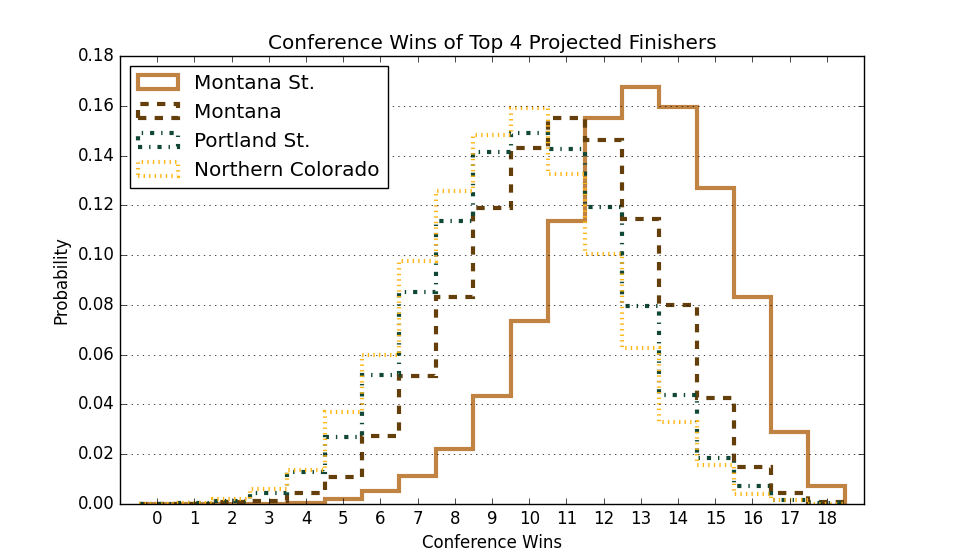 Conference Wins of Top 4 Projected Finishers
0.18
0.16
0.14
0.12
0.10
0.08
0.06
0.04
0.02
0.00
Probability
Montana St.
Montana
Portland St.
Northern Colorado
0 1 2 3 4 5 6 7 8 9 10 11 12 13 14 15 16 17 18
Conference Wins